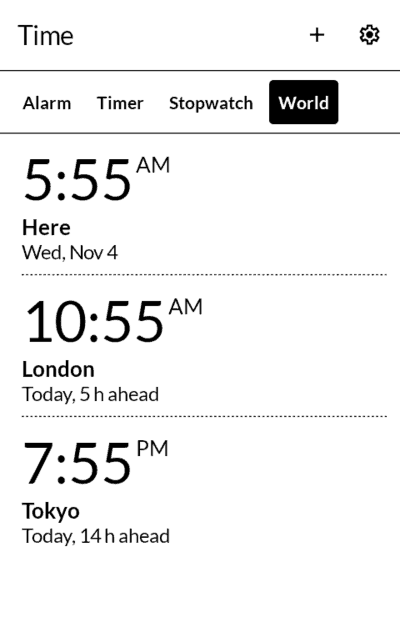 Time
Alarm Timer Stopwatch World
5:55 AM
Here
Wed, Nov 4
10:55 AM
London
Today, 5 h ahead
7:55 PM
Tokyo
Today, 14 h ahead